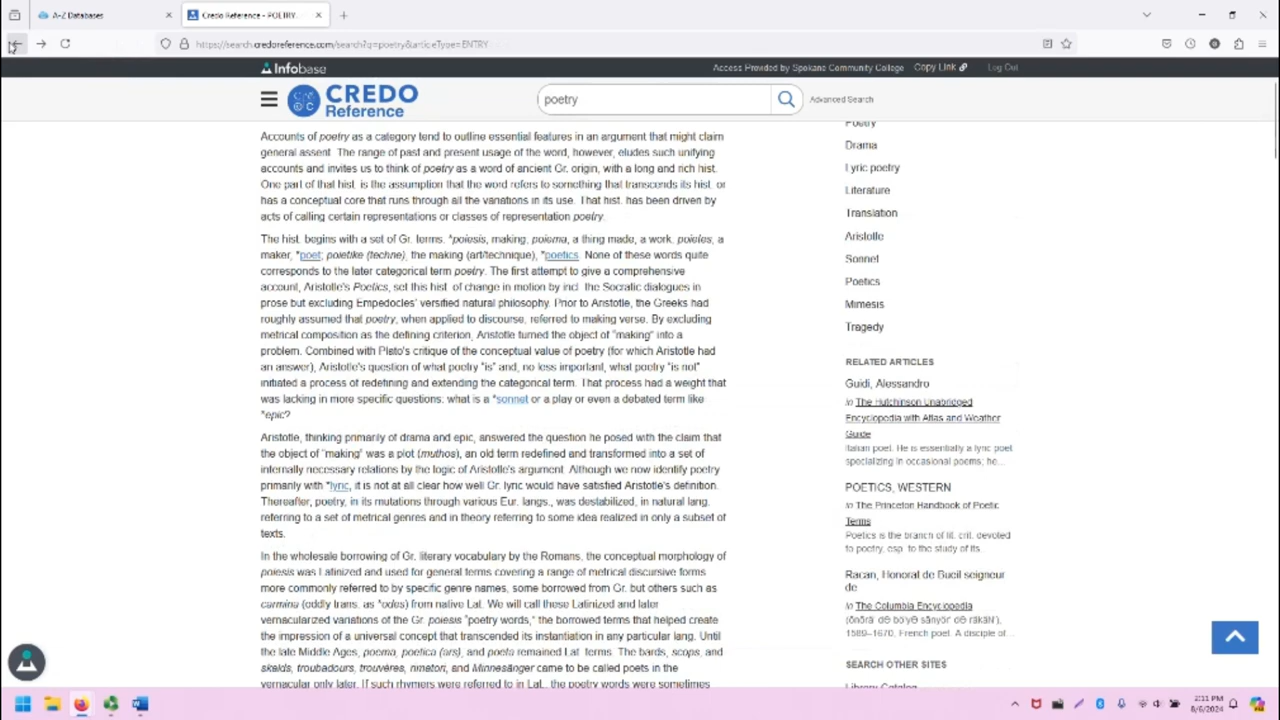 A-Z Databases
Credo Reference - POETRY,
https://search.credoreference.com/search?q=poetry&articleType=ENTRY
Infobase
Access Provided by Spokane Community College
Copy Link
Log Out
CREDO
Reference
poetry
Advanced Search
Accounts of poetry as a category tend to outline essential features in an argument that might claim
general assent. The range of past and present usage of the word, however, eludes such unifying
accounts and invites us to think of poetry as a word of ancient Gr. origin, with a long and rich hist.
One part of that hist. is the assumption that the word refers to something that transcends its hist. or
has a conceptual core that runs through all the variations in its use. That hist. has been driven by
acts of calling certain representations or classes of representation poetry.
The hist. begins with a set of Gr. terms: *poiesis, making, poiema, a thing made, a work, poietes, a
maker, *poet; poietike (techne), the making (art/technique), *poetics. None of these words quite
corresponds to the later categorical term poetry. The first attempt to give a comprehensive
account, Aristotle's Poetics, set this hist. of change in motion by incl. the Socratic dialogues in
prose but excluding Empedocles' versified natural philosophy. Prior to Aristotle, the Greeks had
roughly assumed that poetry, when applied to discourse, referred to making verse. By excluding
metrical composition as the defining criterion, Aristotle turned the object of "making" into a
problem. Combined with Plato's critique of the conceptual value of poetry (for which Aristotle had
an answer), Aristotle's question of what poetry "is" and, no less important, what poetry "is not"
initiated a process of redefining and extending the categorical term. That process had a weight that
was lacking in more specific questions: what is a *sonnet or a play or even a debated term like
*epic?
Aristotle, thinking primarily of drama and epic, answered the question he posed with the claim that
the object of "making" was a plot (muthos), an old term redefined and transformed into a set of
internally necessary relations by the logic of Aristotle's argument. Although we now identify poetry
primarily with *lyric, it is not at all clear how well Gr. lyric would have satisfied Aristotle's definition.
Thereafter, poetry, in its mutations through various Eur. langs., was destabilized, in natural lang.
referring to a set of metrical genres and in theory referring to some idea realized in only a subset of
texts.
In the wholesale borrowing of Gr. literary vocabulary by the Romans, the conceptual morphology of
poiesis was Latinized and used for general terms covering a range of metrical discursive forms
more commonly referred to by specific genre names, some borrowed from Gr. but others such as
carmina (oddly trans. as *odes) from native Lat. We will call these Latinized and later
vernacularized variations of the Gr. poiesis "poetry words," the borrowed terms that helped create
the impression of a universal concept that transcended its instantiation in any particular lang. Until
the late Middle Ages, poema, poetica (ars), and poeta remained Lat. terms. The bards, scops, and
skalds, troubadours, trouvères, rimatori, and Minnesänger came to be called poets in the
vernacular only later. If such rhymers were referred to in Lat., the poetry words were sometimes
Poetry
Drama
Lyric poetry
Literature
Translation
Aristotle
Sonnet
Poetics
Mimesis
Tragedy
RELATED ARTICLES
Guidi, Alessandro
in The Hutchinson Unabridged
Encyclopedia with Atlas and Weather
Guide
Italian poet. He is essentially a lyric poet
specializing in occasional poems; he...
POETICS, WESTERN
in The Princeton Handbook of Poetic
Terms
Poetics is the branch of lit. crit. devoted
to poetry, esp. to the study of its
Racan, Honorat de Bueil seigneur
de
in The Columbia Encyclopedia
1589–1670, French poet. A disciple of...
SEARCH OTHER SITES
Library Catalog
2:11 PM
8/6/2024